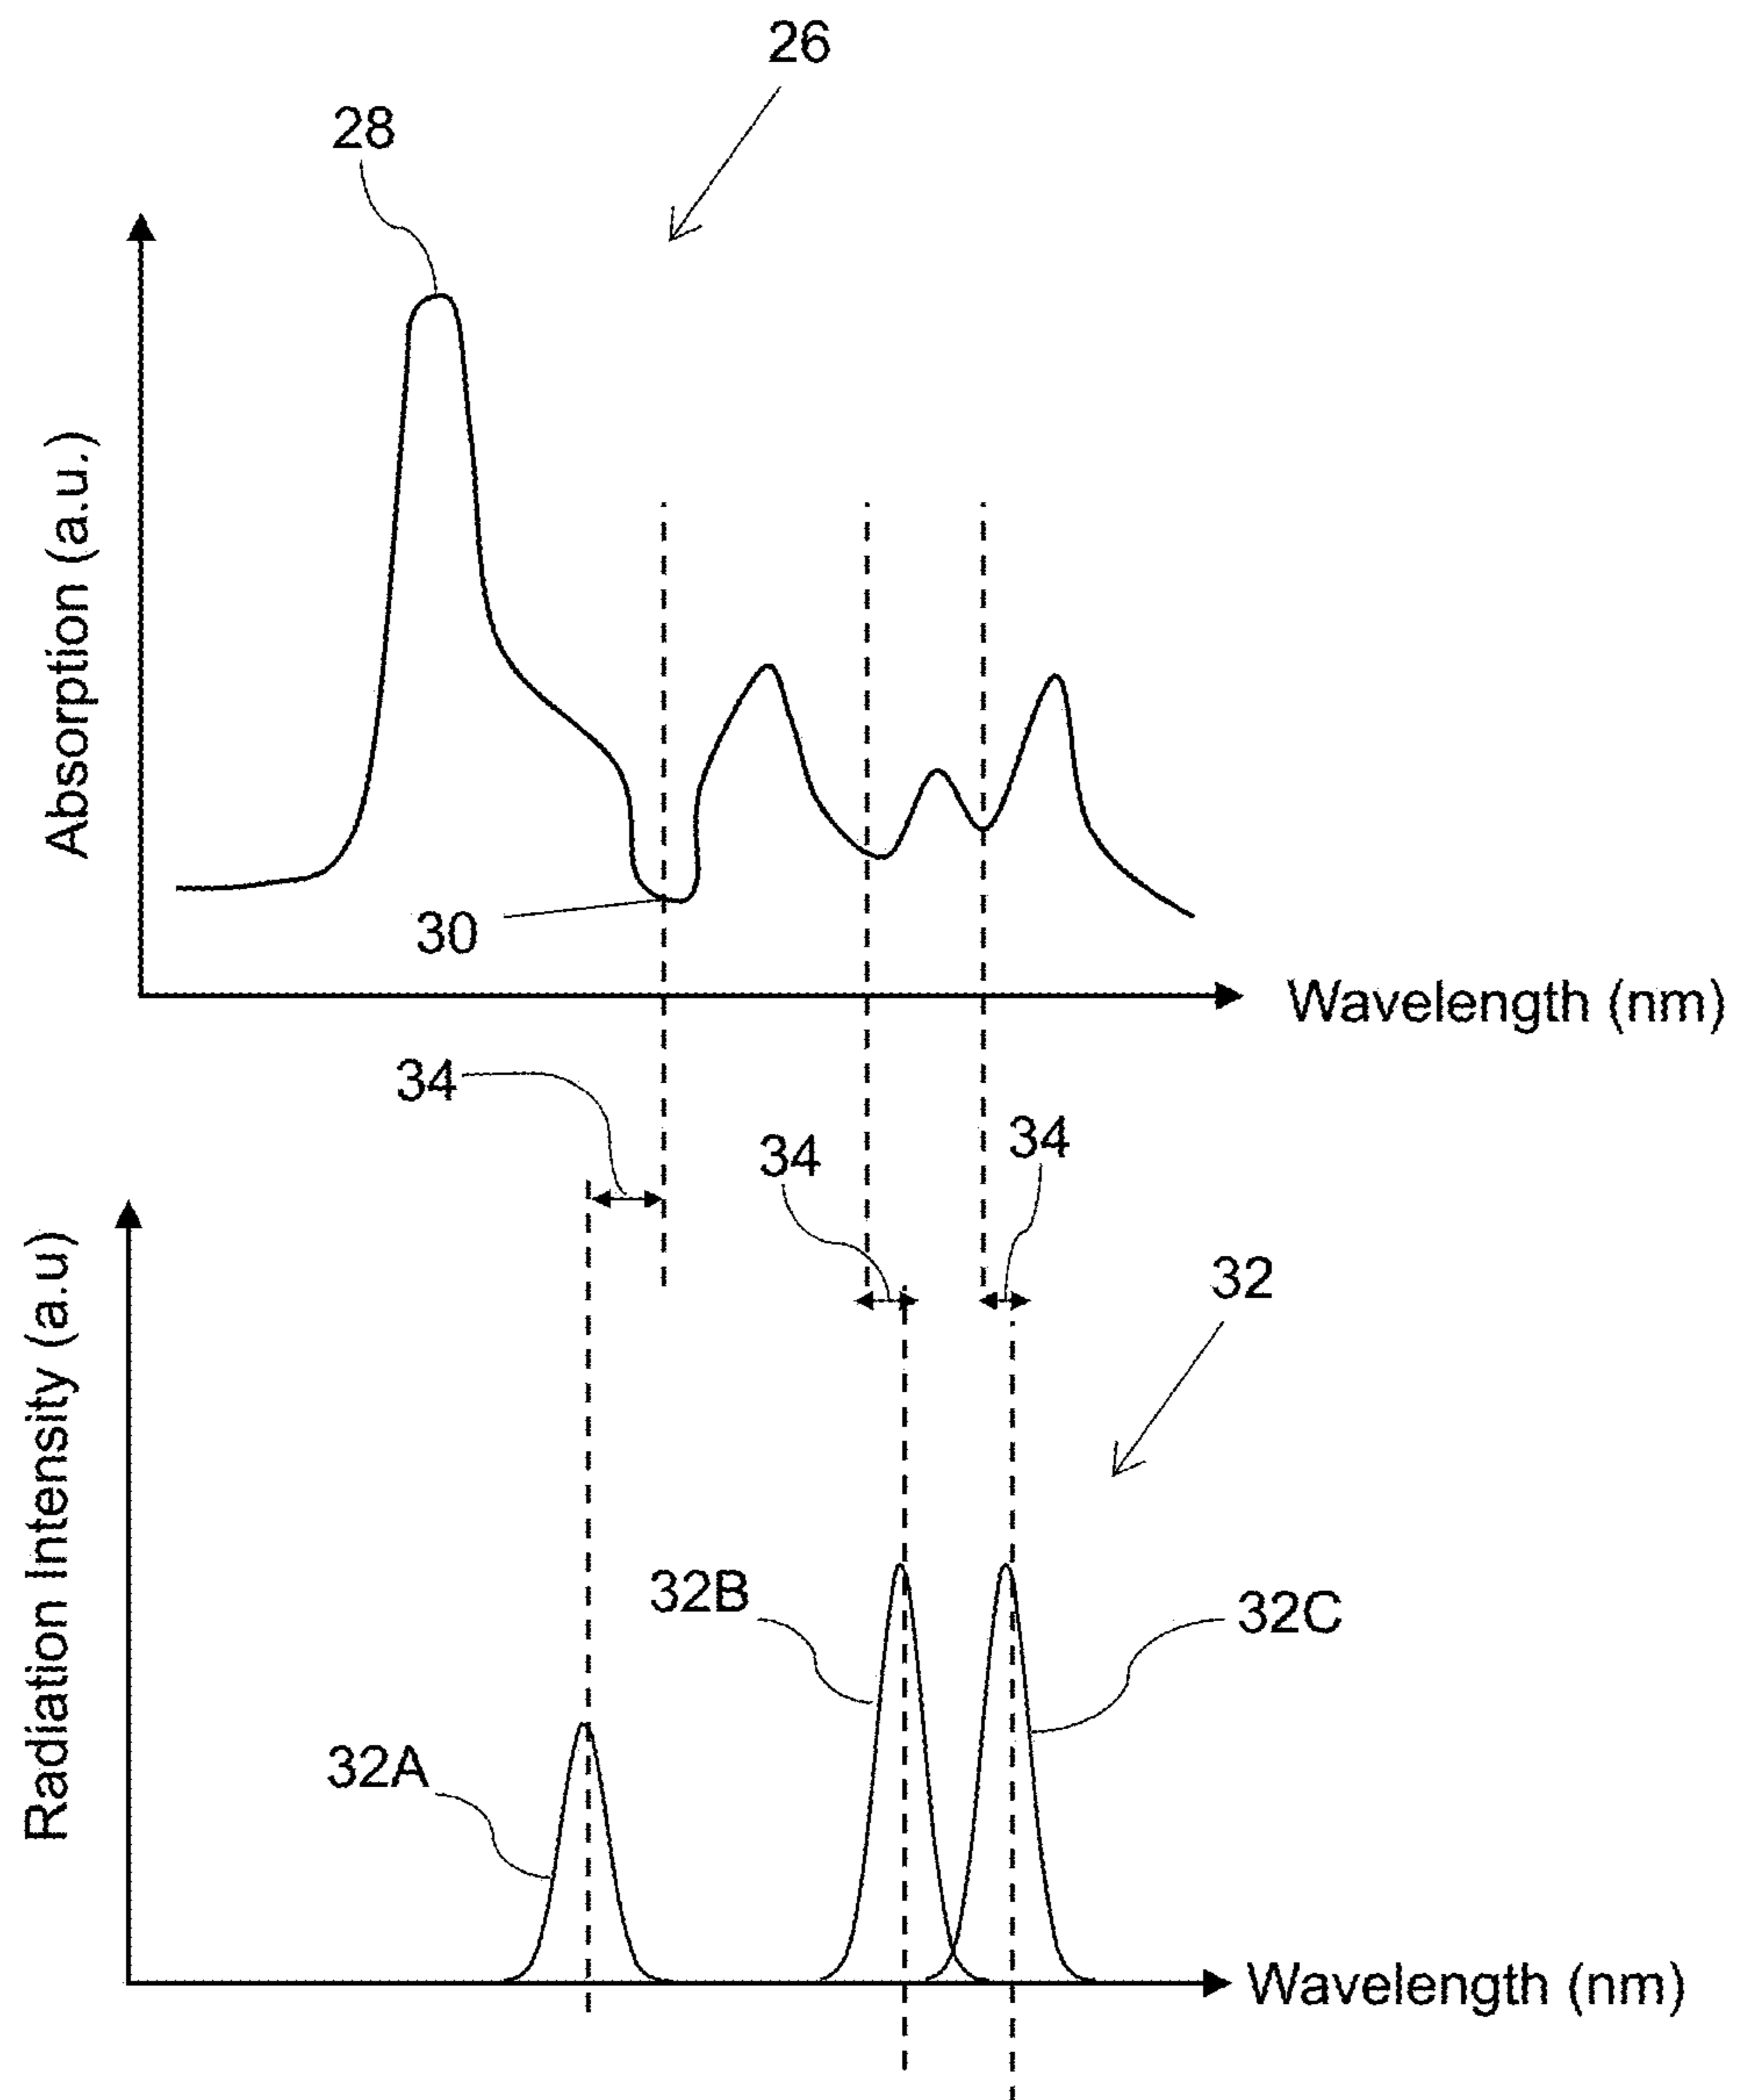 26
28
Absorption (a.u.)
30
Wavelength (nm)
34
34
34
32
Radiation Intensity (a.u)
32B
32C
32A
Wavelength (nm)